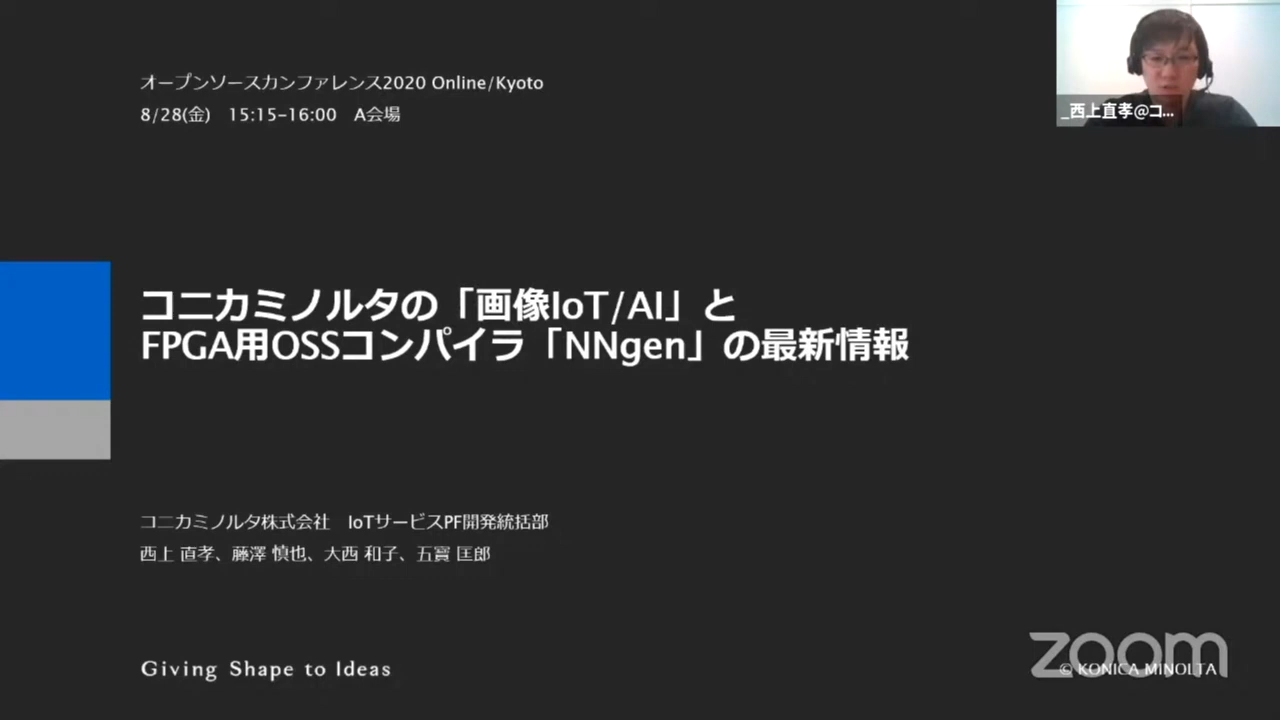 オープンソースカンファレンス2020 Online/Kyoto
8/28(金) 15:15-16:00 A会場
_西上直孝@コ...
コニカミノルタの「画像IoT/AI」と
FPGA用OSSコンパイラ「NNgen」の最新情報
コニカミノルタ株式会社 IoTサービスPF開発統括部
西上 直孝、藤澤 慎也、大西 和子、五寳 匡郎
Giving Shape to Ideas
zoom
© KONICA MINOLTA